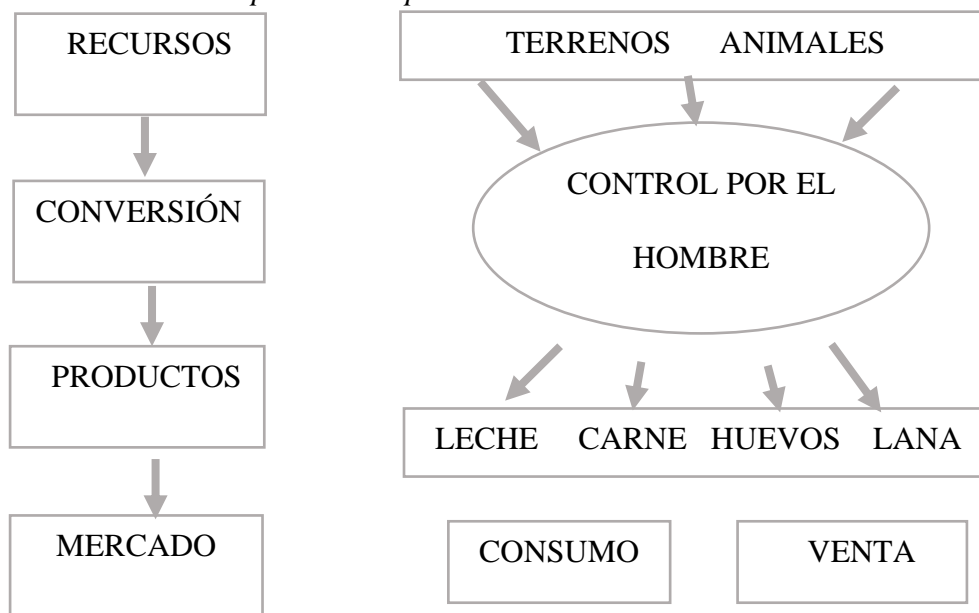 RECURSOS
TERRENOS ANIMALES
CONVERSIÓN
CONTROL POR EL
HOMBRE
PRODUCTOS
LECHE CARNE HUEVOS LANA
MERCADO
CONSUMO
VENTA